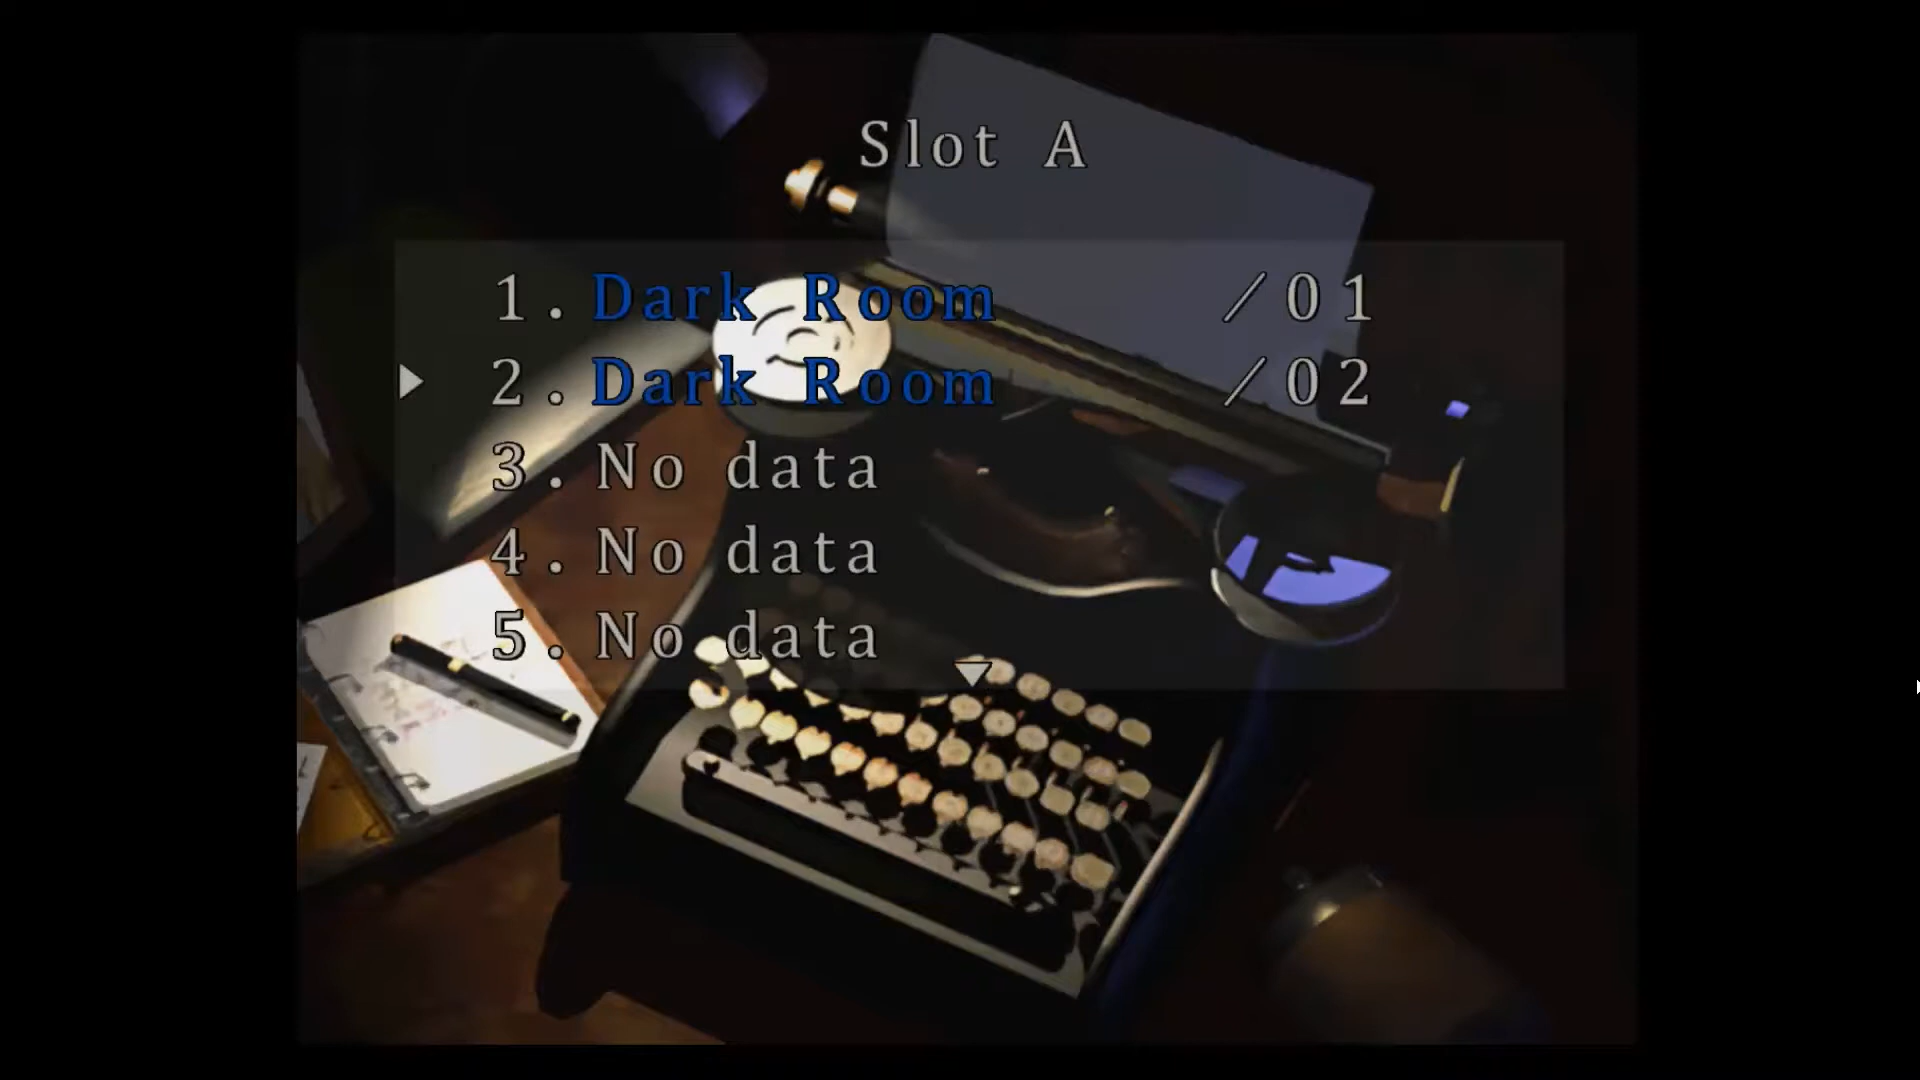 Slot A
1. Dark Room /01
2. Dark Room /02
3. No data
4. No data
5. No data